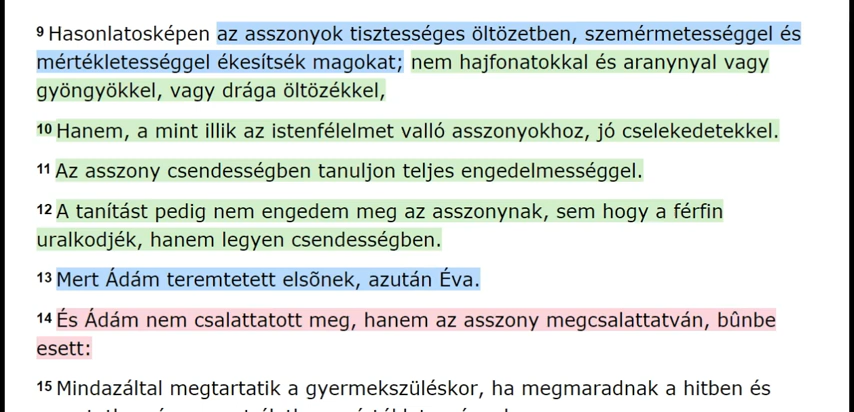 9 Hasonlatosképen az asszonyok tisztességes öltözetben, szemérmetességgel és
mértékletességgel ékesítsék magokat; nem hajfonatokkal és aranynyal vagy
gyöngyökkel, vagy drága öltözékkel,
10 Hanem, a mint illik az istenfélelmet valló asszonyokhoz, jó cselekedetekkel.
11 Az asszony csendességben tanuljon teljes engedelmességgel.
12 A tanítást pedig nem engedem meg az asszonynak, sem hogy a férfin
uralkodjék, hanem legyen csendességben.
13 Mert Ádám teremtetett elsõnek, azután Éva.
14 És Ádám nem csalattatott meg, hanem az asszony megcsalattatván, bûnbe
esett:
15 Mindazáltal megtartatik a gyermekszüléskor, ha megmaradnak a hitben és